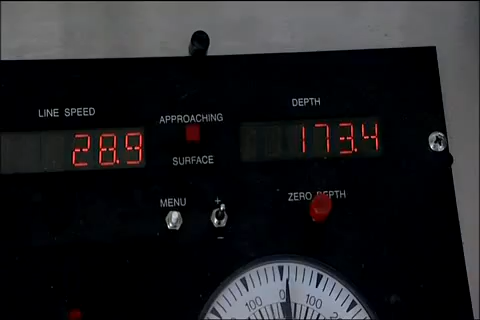 LINE SPEED
DEPTH
APPROACHING
28.9
173.4
SURFACE
MENU
+
ZERO DEPTH
-
100 0 100